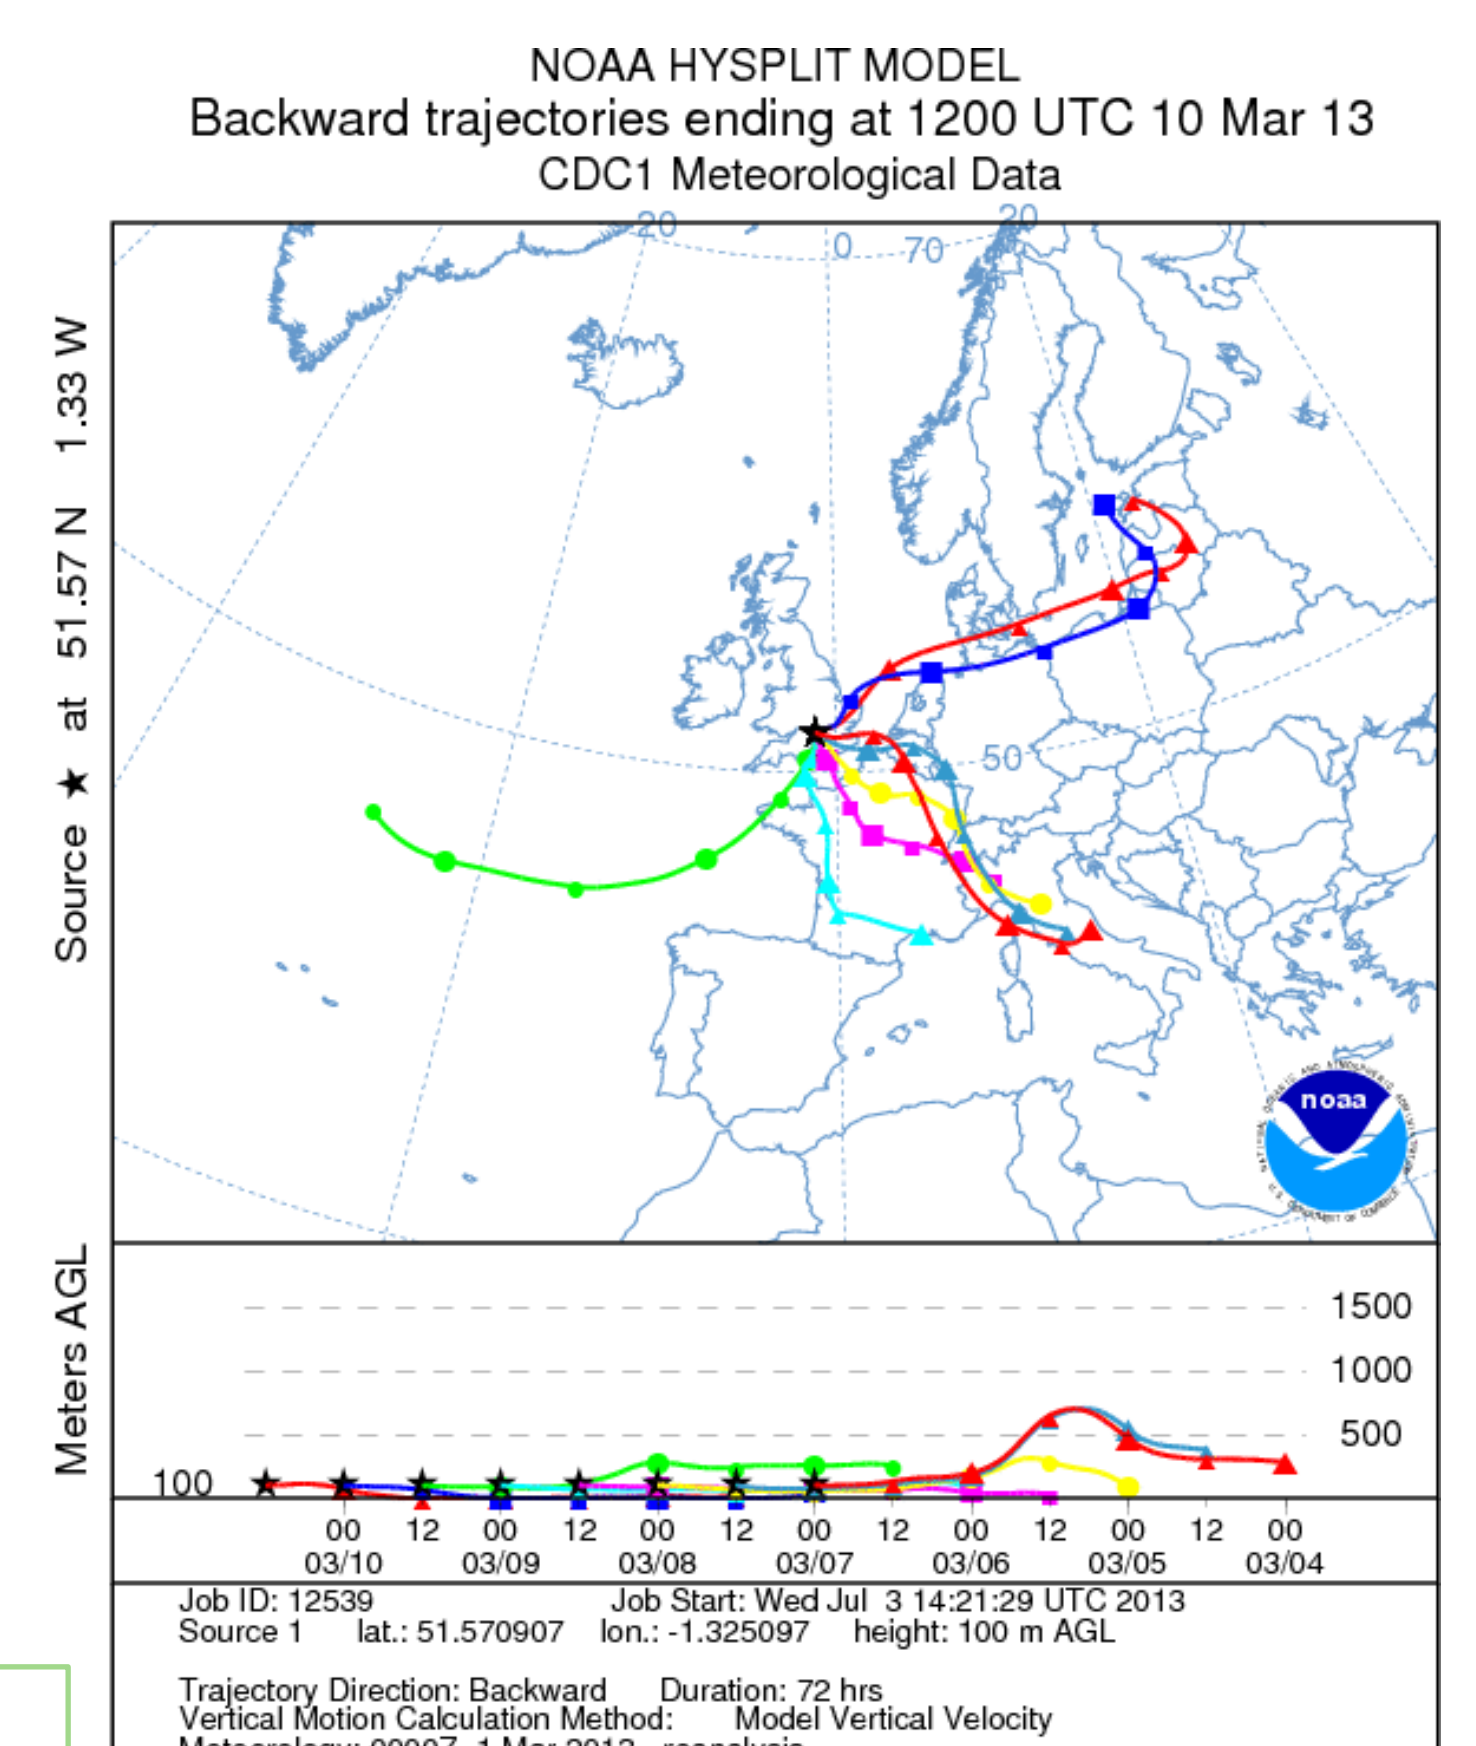 NOAA HYSPLIT MODEL
Backward trajectories ending at 1200 UTC 10 Mar 13
CDC1 Meteorological Data
Source ★ at 51.57 N 1.33 W
20
0
70
20
50
noaa
Meters AGL
1500
1000
500
100
00 12 00 12 00 12 00 12 00 12 00 12 00
03/10 03/09 03/08 03/07 03/06 03/05 03/04
Job ID: 12539 Job Start: Wed Jul 3 14:21:29 UTC 2013
Source 1 lat.: 51.570907 lon.: -1.325097 height: 100 m AGL
Trajectory Direction: Backward Duration: 72 hrs
Vertical Motion Calculation Method: Model Vertical Velocity